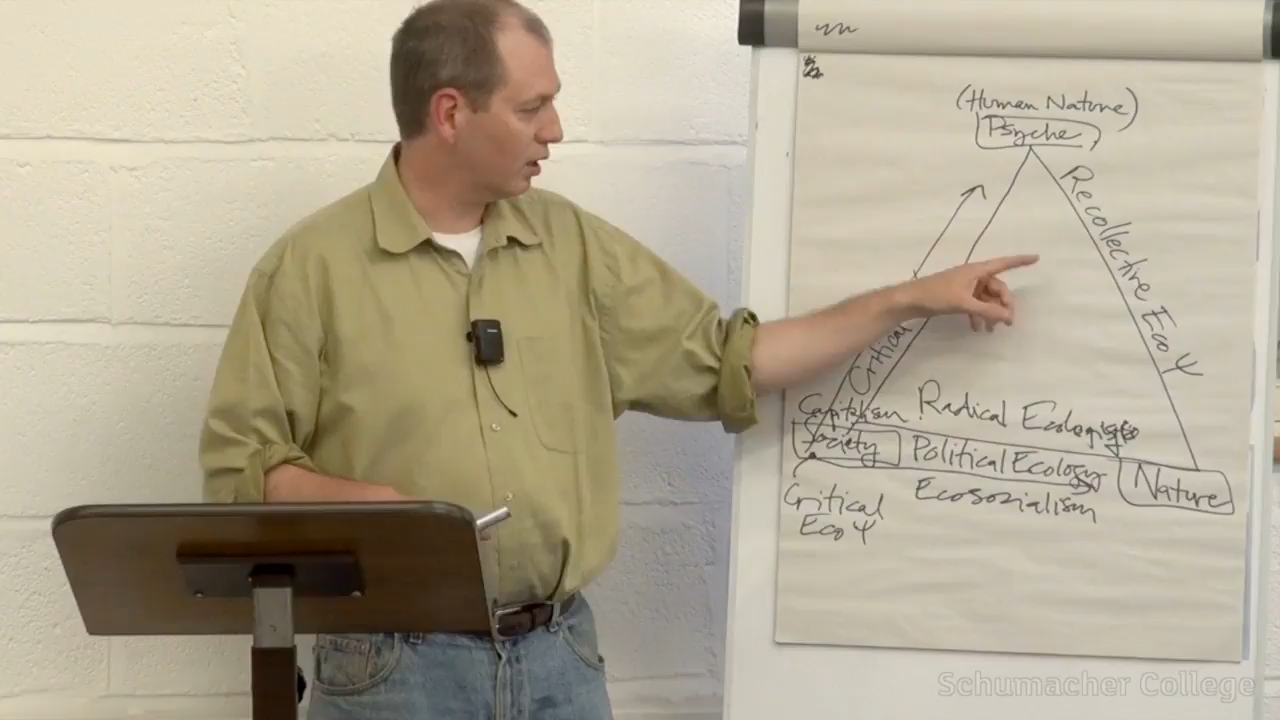 (Human Nature)
Psyche
Recollective Eco Ψ
Critical
Capitalism
Radical Ecologies
Society
Political Ecology
Nature
Ecosozialism
Critical
Eco Ψ
Schumacher College